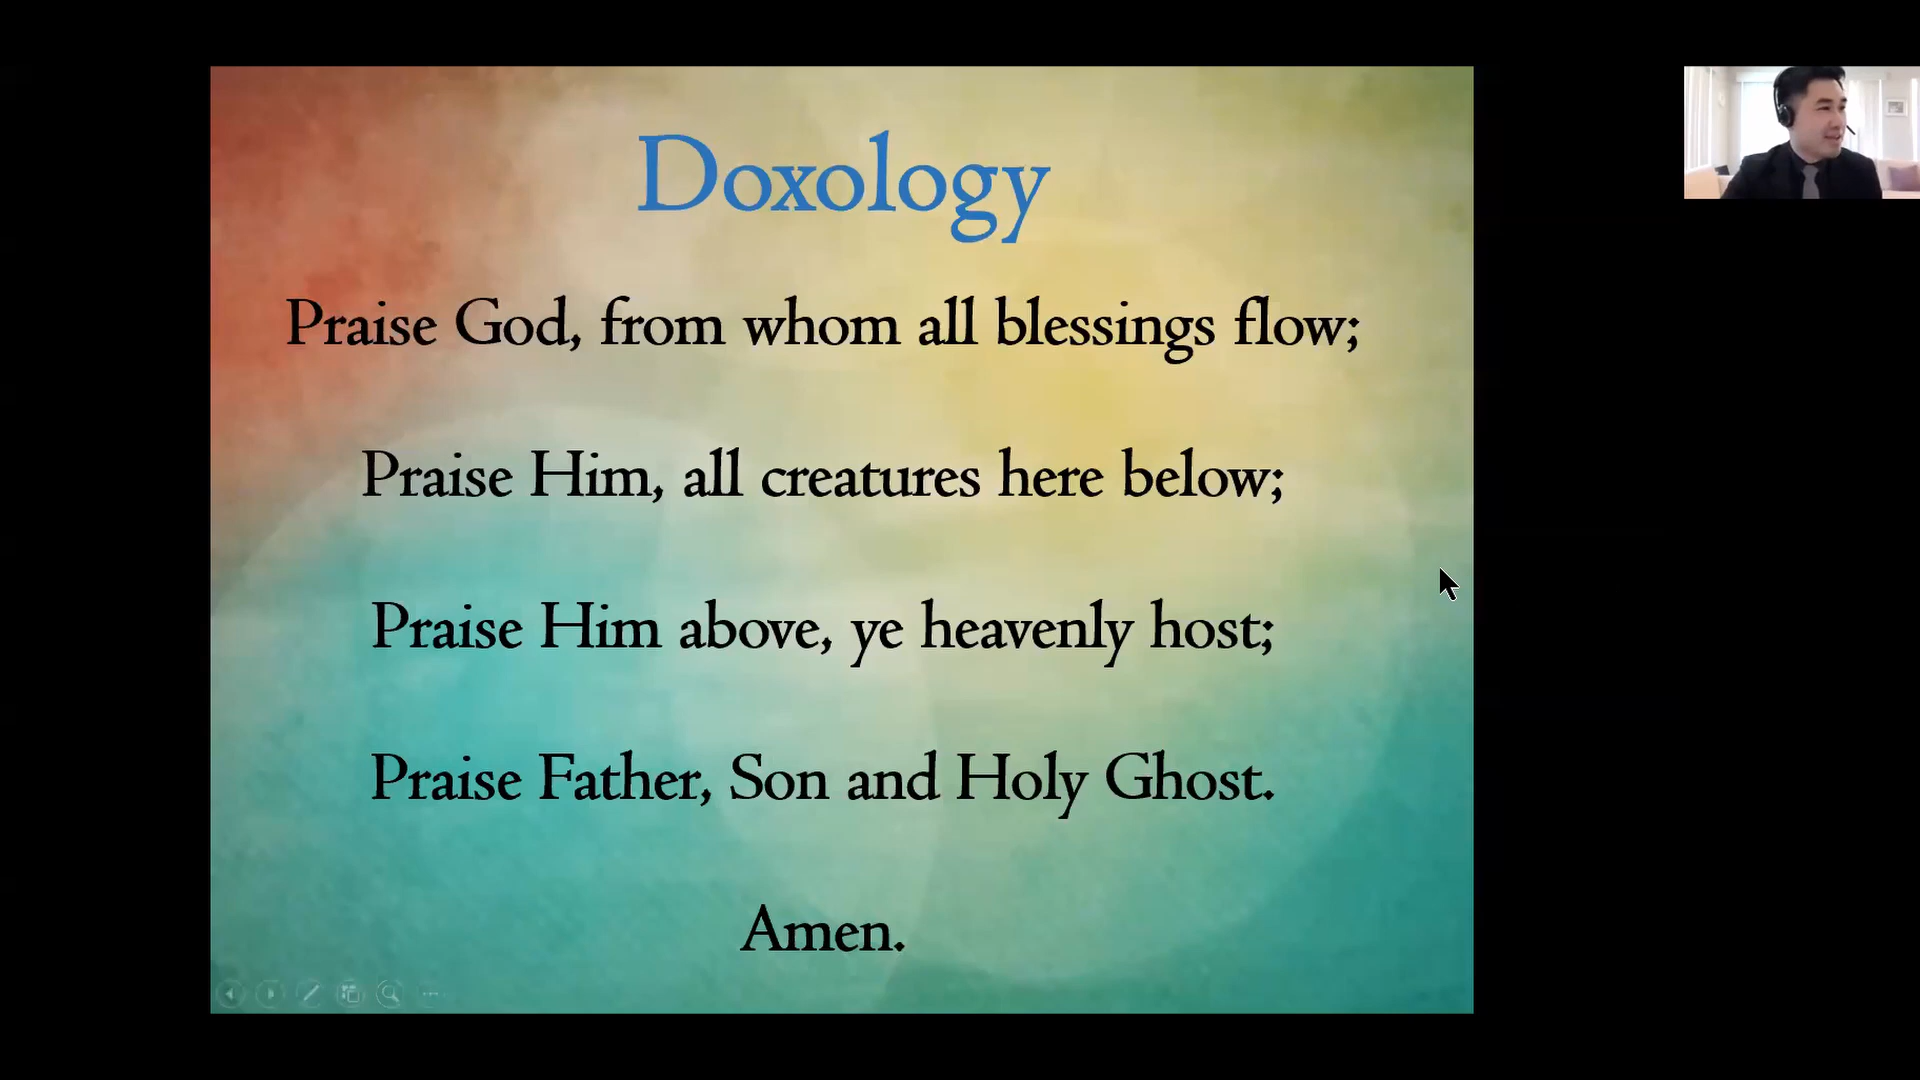 Doxology
Praise God, from whom all blessings flow;
Praise Him, all creatures here below;
Praise Him above, ye heavenly host;
Praise Father, Son and Holy Ghost.
Amen.